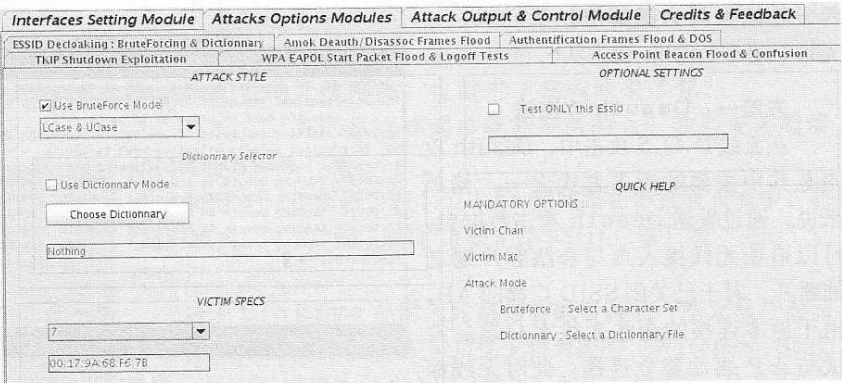 Interfaces Setting Module Attacks Options Modules Attack Output & Control Module Credits & Feedback
ESSID Decloaking : BruteForcing & Dictionnary Amok Deauth/Disassoc Frames Flood Authentification Frames Flood & DOS
TKIP Shutdown Exploitation WPA EAPOL Start Packet Flood & Logoff Tests Access Point Beacon Flood & Confusion
ATTACK STYLE
Use BruteForce Mode
LCase & UCase
Dictionnary Selector
Use Dictionnary Mode
Choose Dictionnary
Nothing
VICTIM SPECS
7
00:17:9A:68:F6:7B
OPTIONAL SETTINGS
Test ONLY this Essid
QUICK HELP
MANDATORY OPTIONS
Victim Chan
Victim Mac
Attack Mode
Bruteforce : Select a Character Set
Dictionnary : Select a Dictionnary File